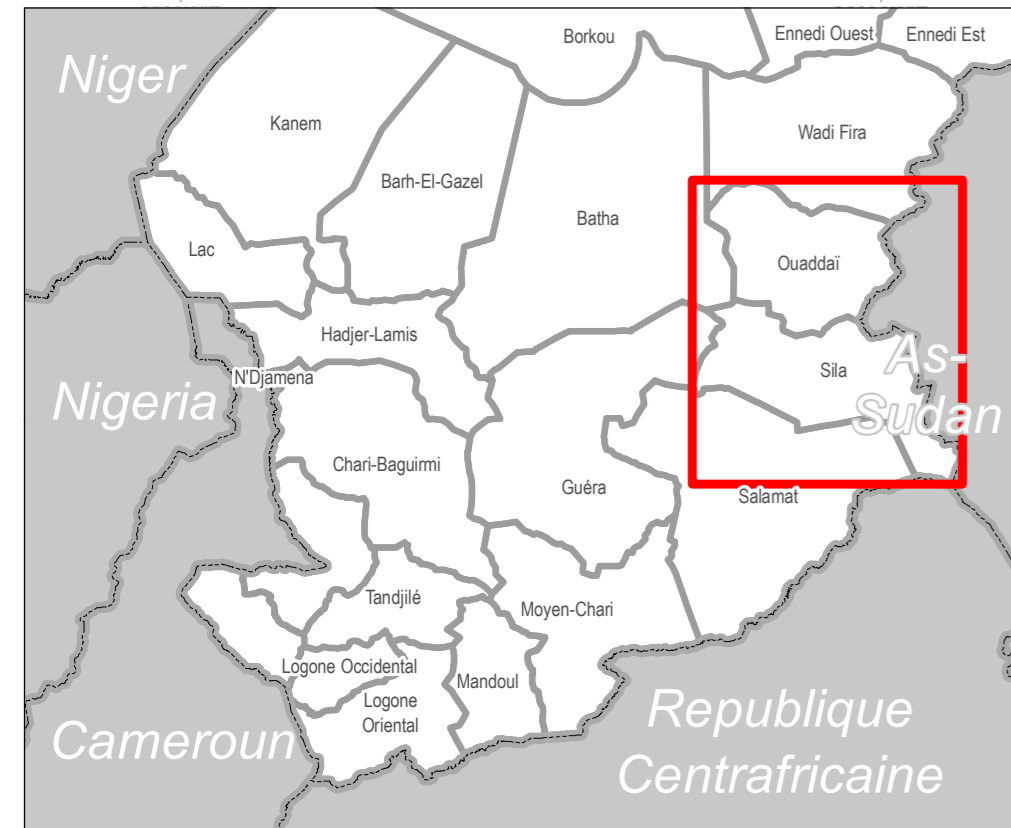 Borkou
Ennedi Ouest
Ennedi Est
Niger
Kanem
Wadi Fira
Barh-El-Gazel
Batha
Lac
Ouaddaï
Hadjer-Lamis
As-
Sudan
Sila
N'Djamena
Nigeria
Chari-Baguirmi
Guéra
Salamat
Tandjilé
Moyen-Chari
Logone Occidental
Mandoul
Logone
Oriental
Cameroun
Republique
Centrafricaine